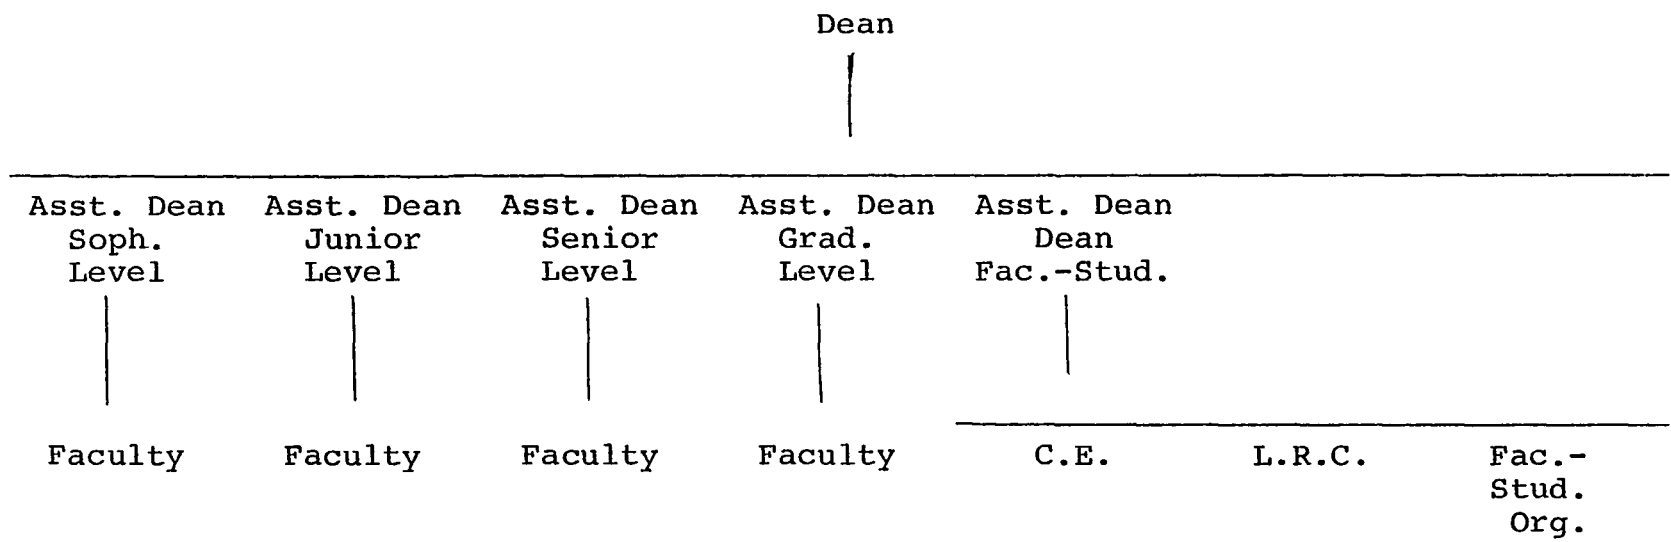 Dean
Asst. Dean Asst. Dean Asst. Dean Asst. Dean Asst. Dean
Soph. Junior Senior Grad. Dean
Level Level Level Level Fac.-Stud.
Faculty Faculty Faculty Faculty C.E. L.R.C. Fac.-
Stud.
Org.